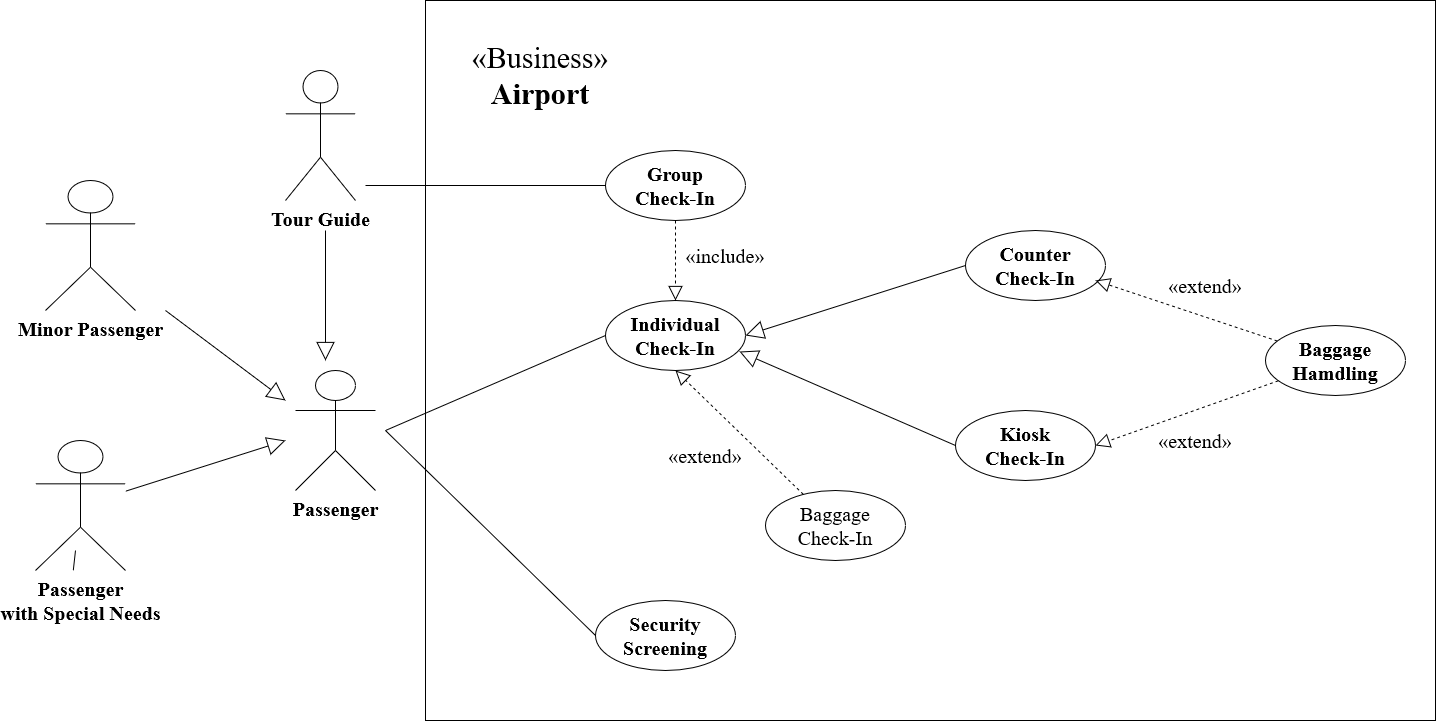 «Business»
Airport
Tour Guide
Group
Check-In
Minor Passenger
«include»
Counter
Check-In
«extend»
Individual
Check-In
Baggage
Hamdling
Passenger
Kiosk
Check-In
«extend»
«extend»
Baggage
Check-In
Passenger
with Special Needs
Security
Screening